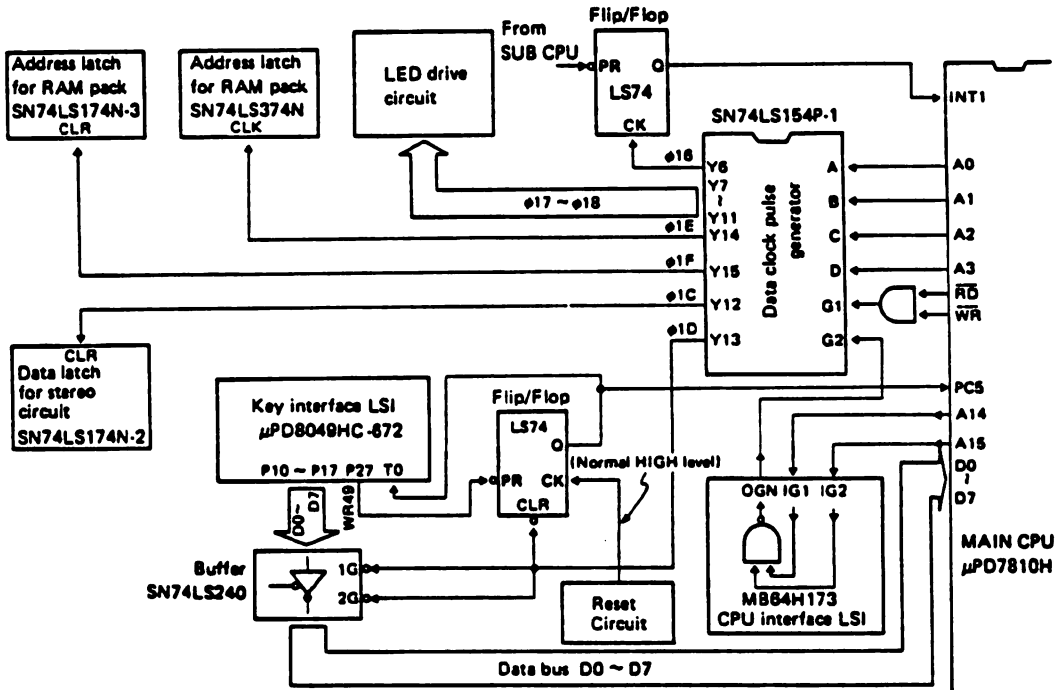 Flip/Flop
From
SUB CPU
PR
Q
LS74
CK
Address latch
for RAM pack
SN74LS174N-3
CLR
Address latch
for RAM pack
SN74LS374N
CLK
LED drive
circuit
INT1
SN74LS154P-1
φ16
Y6
Y7
~
Y11
φ17 ~ φ18
φ1E
Y14
φ1F
Y15
φ1C
Y12
φ1D
Y13
Data clock pulse
generator
A
B
C
D
G1
G2
A0
A1
A2
A3
RD
WR
PC5
A14
A15
D0
~
D7
CLR
Data latch
for stereo
circuit
SN74LS174N-2
Key interface LSI
μPD8049HC-672
P10 ~ P17 P27 T0
D0~
D7
WR49
Flip/Flop
LS74
Q
PR
CK
CLR
(Normal HIGH level)
OGN IG1 IG2
MB64H173
CPU interface LSI
MAIN CPU
μPD7810H
Buffer
SN74LS240
1G
2G
Reset
Circuit
Data bus D0 ~ D7